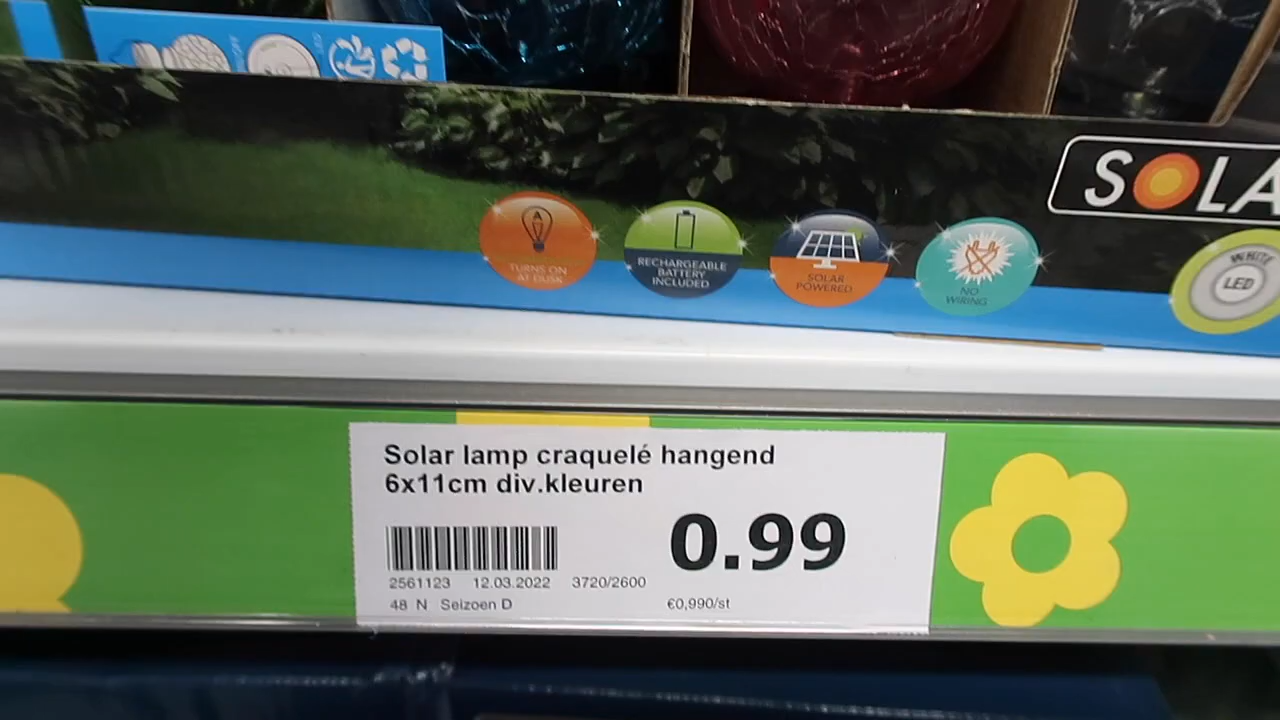 SOLA
TURNS ON
AT DUSK
RECHARGEABLE
BATTERY
INCLUDED
SOLAR
POWERED
NO
WIRING
WHITE
LED
Solar lamp craquelé hangend
6x11cm div.kleuren
0.99
2561123 12.03.2022 3720/2600
48 N Seizoen D
€0,990/st